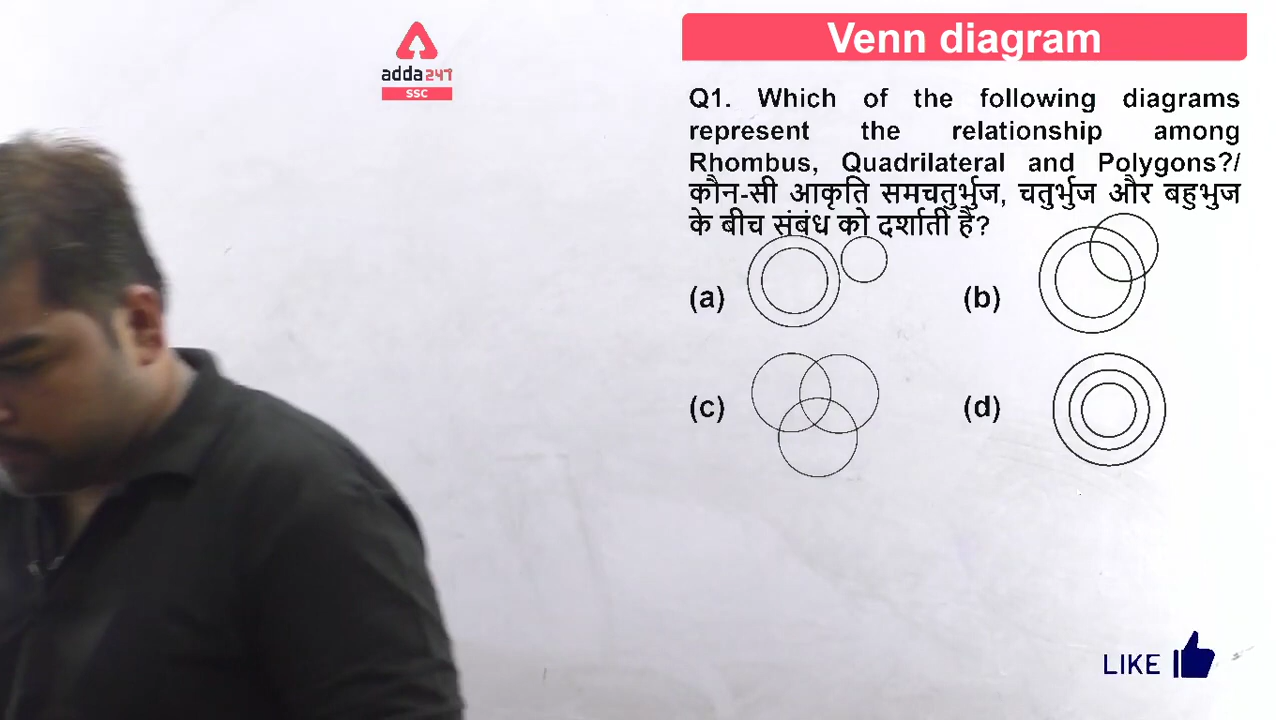 adda247
SSC
Venn diagram
Q1. Which of the following diagrams
represent the relationship among
Rhombus, Quadrilateral and Polygons?/
कौन-सी आकृति समचतुर्भुज, चतुर्भुज और बहुभुज
के बीच संबंध को दर्शाती है?
(a)
(b)
(c)
(d)
LIKE